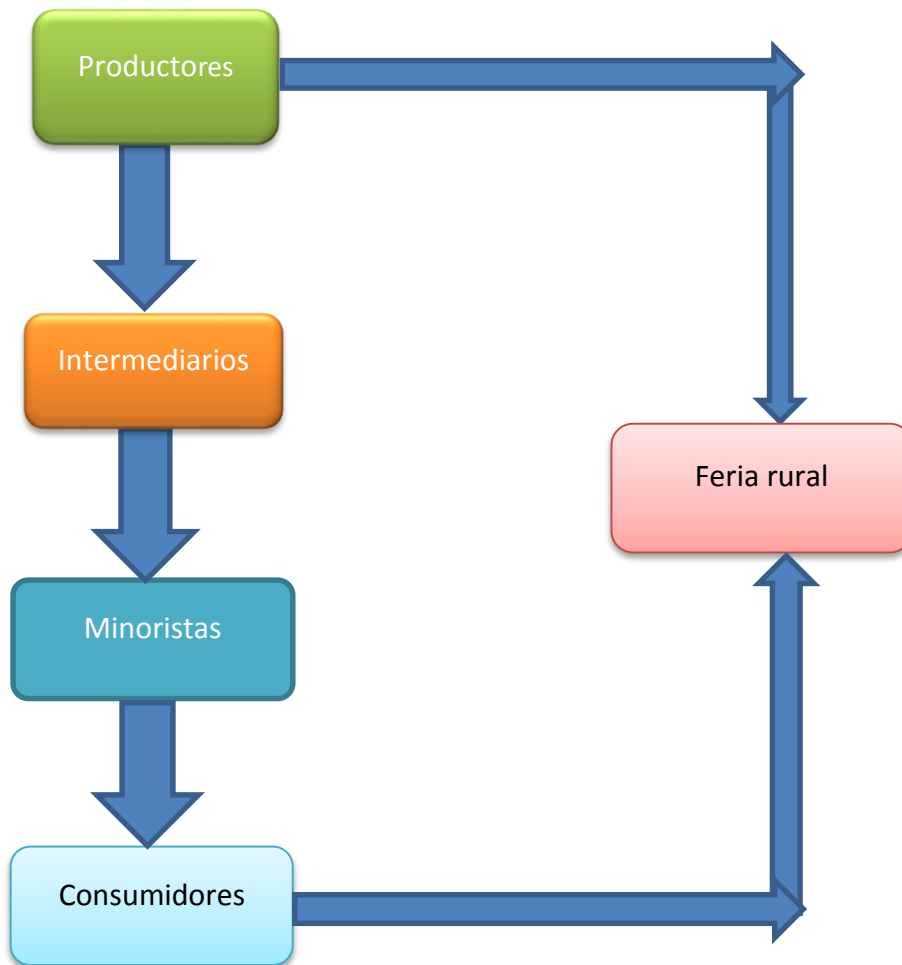 Productores
Intermediarios
Feria rural
Minoristas
Consumidores